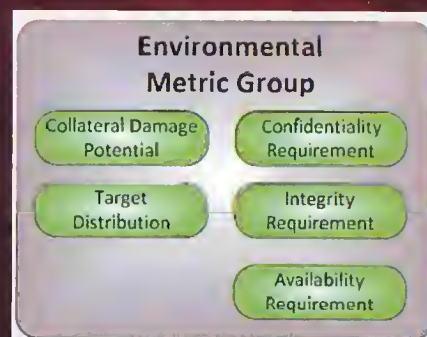 Environmental
Metric Group
Collateral Damage
Potential
Confidentiality
Requirement
Target
Distribution
Integrity
Requirement
Availability
Requirement